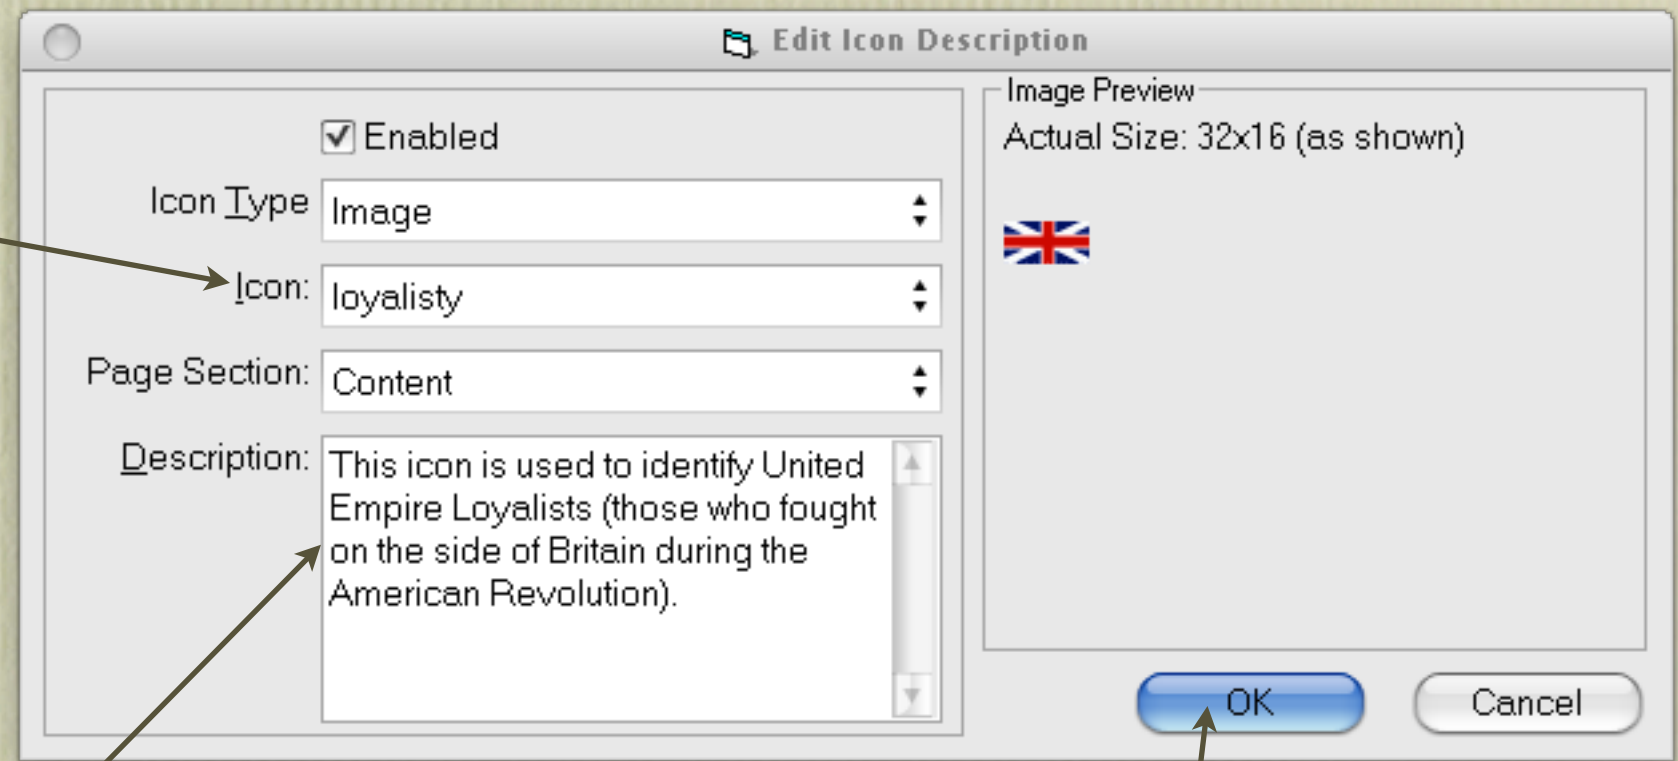 Edit Icon Description
Enabled
Icon Type
Image
Icon:
loyalisty
Page Section:
Content
Description:
This icon is used to identify United
Empire Loyalists (those who fought
on the side of Britain during the
American Revolution).
Image Preview
Actual Size: 32x16 (as shown)
OK
Cancel